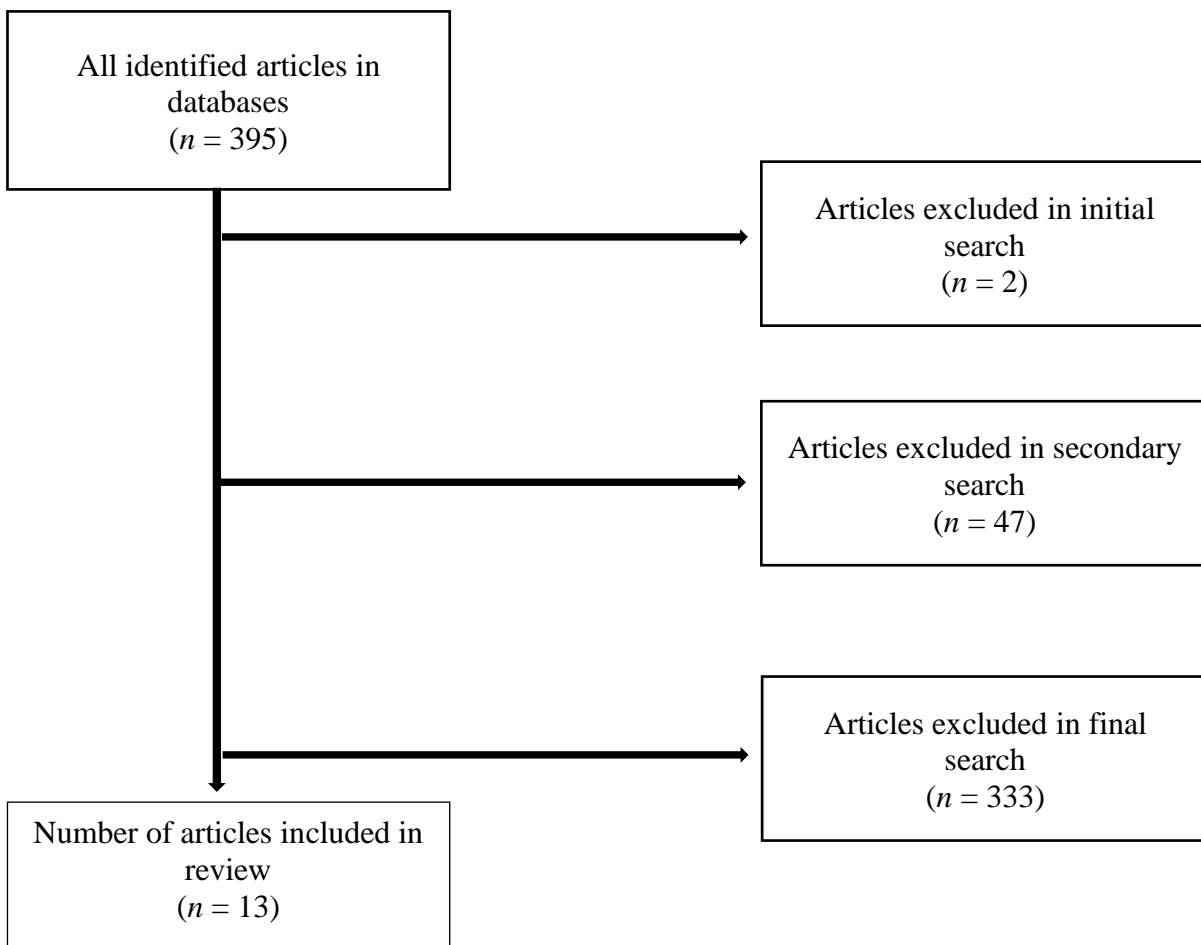 All identified articles in
databases
(n = 395)
Articles excluded in initial
search
(n = 2)
Articles excluded in secondary
search
(n = 47)
Articles excluded in final
search
(n = 333)
Number of articles included in
review
(n = 13)